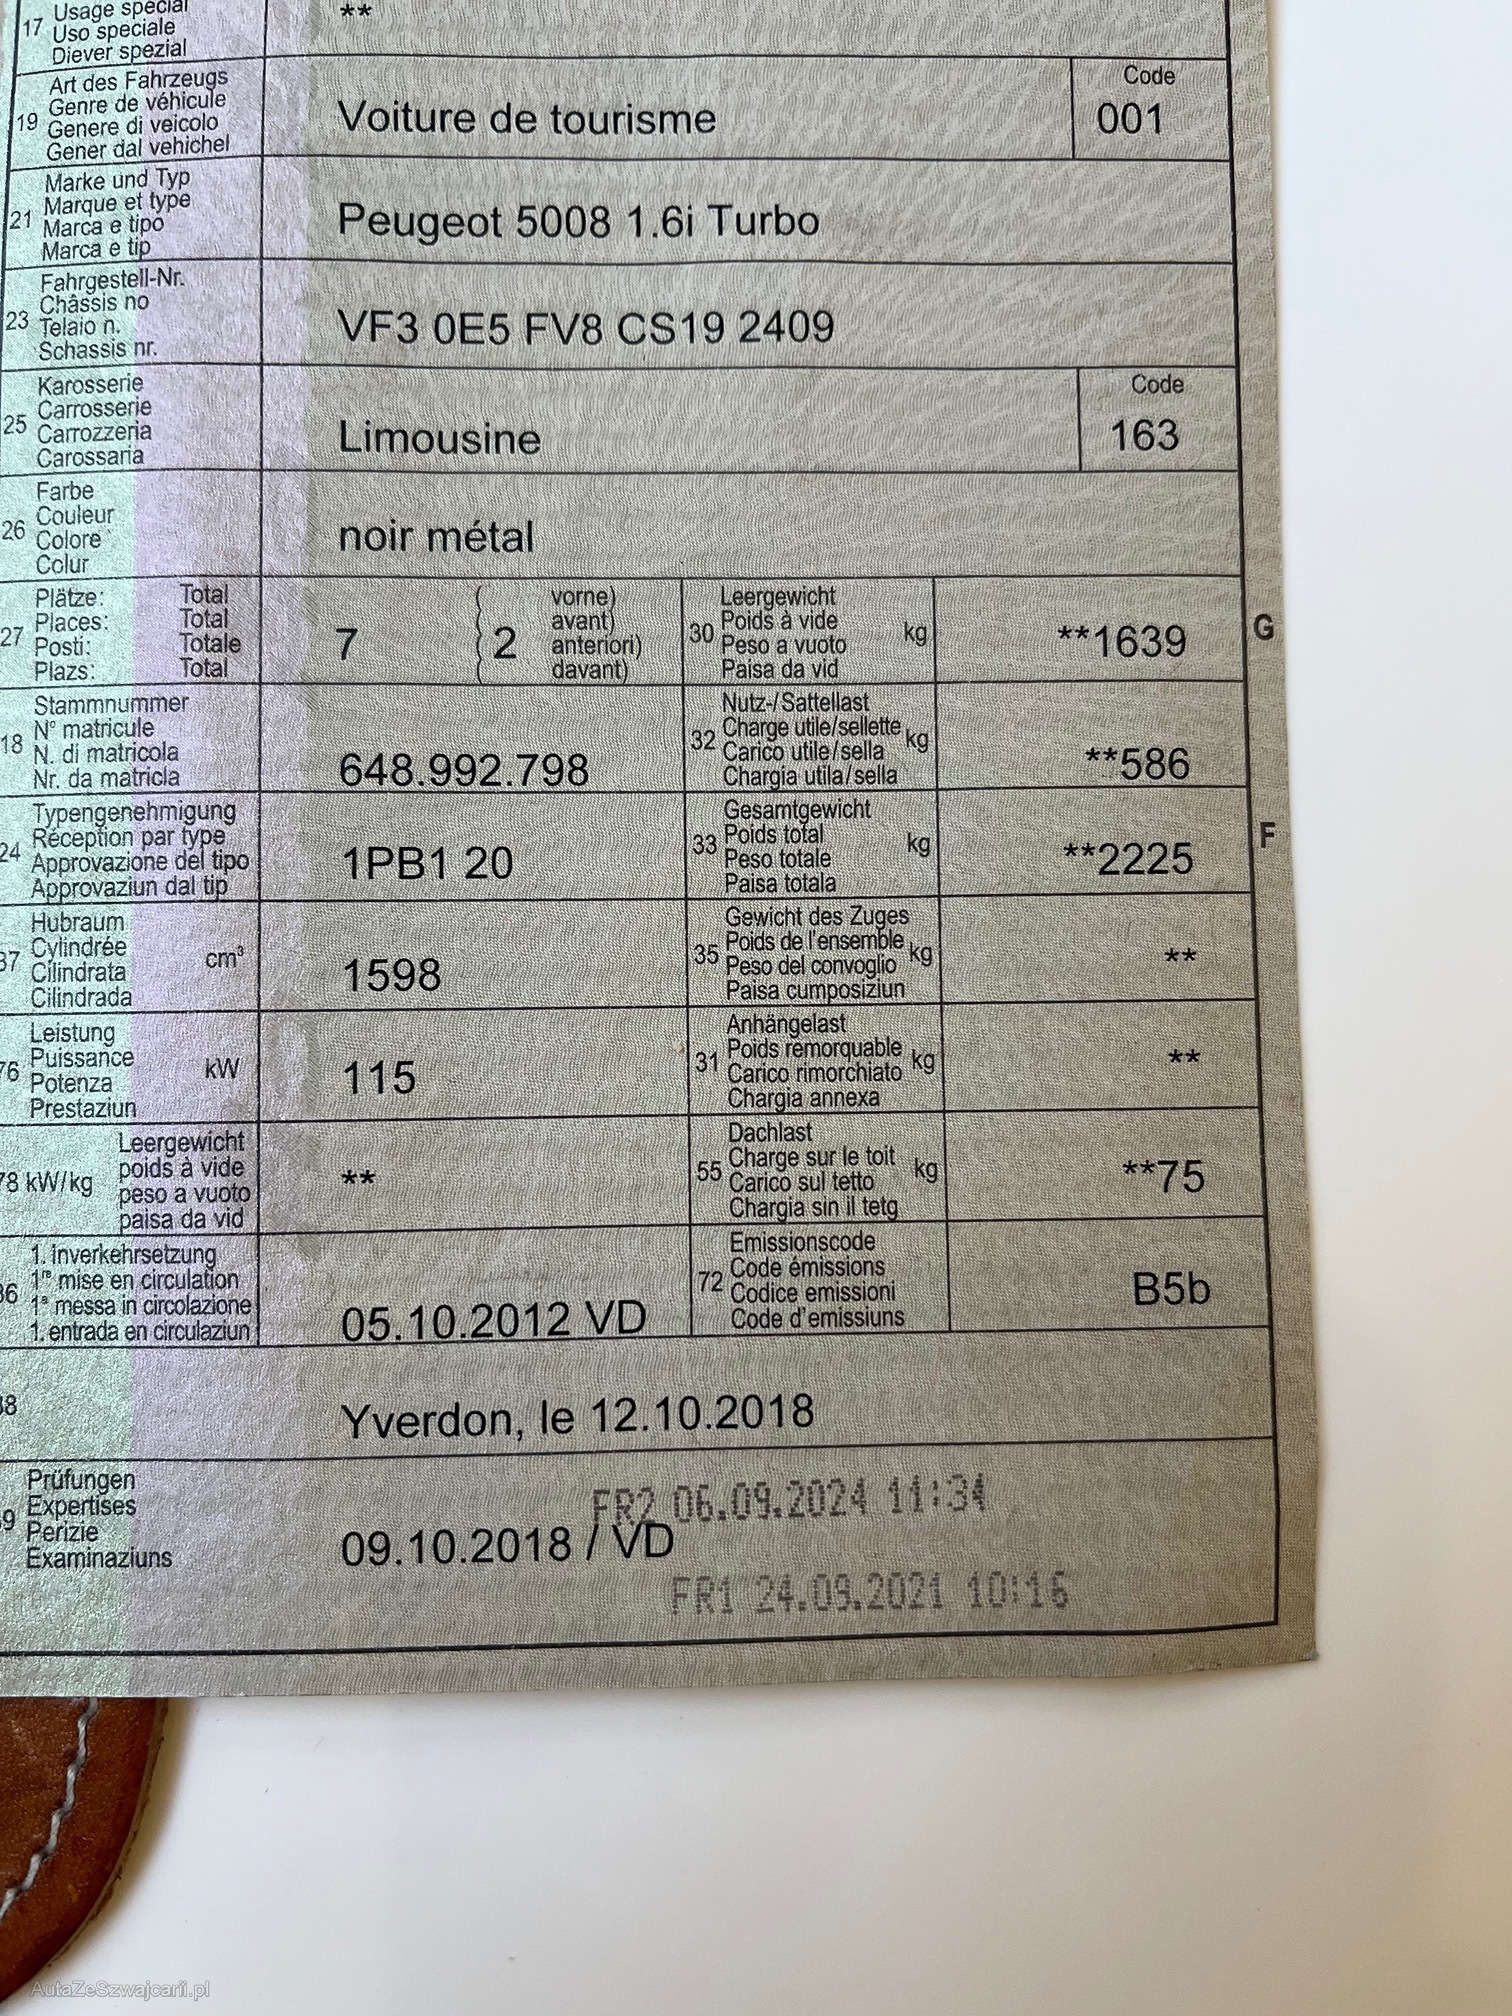 17 Usage spécial **
Uso speciale
Diever spezial
Art des Fahrzeugs Code
19 Genre de véhicule Voiture de tourisme 001
Genere di veicolo
Gener dal vehichel
Marke und Typ
21 Marque et type Peugeot 5008 1.6i Turbo
Marca e tipo
Marca e tip
Fahrgestell-Nr.
23 Châssis no VF3 0E5 FV8 CS19 2409
Telaio n.
Schassis nr.
Karosserie Code
25 Carrosserie Limousine 163
Carrozzeria
Carossaria
Farbe
26 Couleur noir métal
Colore
Colur
Plätze: Total vorne) Leergewicht
27 Places: Total 7 { 2 avant) 30 Poids à vide kg **1639 G
Posti: Totale anteriori) Peso a vuoto
Plazs: Total davant) Paisa da vid
Stammnummer Nutz-/Sattellast
18 N° matricule 648.992.798 32 Charge utile/sellette kg **586
N. di matricola Carico utile/sella
Nr. da matricla Chargia utila/sella
Typengenehmigung Gesamtgewicht
24 Réception par type 1PB1 20 33 Poids total kg **2225 F
Approvazione del tipo Peso totale
Approvaziun dal tip Paisa totala
Hubraum Gewicht des Zuges
37 Cylindrée cm³ 1598 35 Poids de l'ensemble kg **
Cilindrata Peso del convoglio
Cilindrada Paisa cumposiziun
Leistung Anhängelast
76 Puissance kW 115 31 Poids remorquable kg **
Potenza Carico rimorchiato
Prestaziun Chargia annexa
Leergewicht Dachlast
78 kW/kg poids à vide ** 55 Charge sur le toit kg **75
peso a vuoto Carico sul tetto
paisa da vid Chargia sin il tetg
1. Inverkehrsetzung Emissionscode
36 1re mise en circulation 05.10.2012 VD 72 Code émissions B5b
1a messa in circolazione Codice emissioni
1. entrada en circulaziun Code d'emissiuns
38 Yverdon, le 12.10.2018
Prüfungen FR2 06.09.2024 11:34
39 Expertises 09.10.2018 / VD
Perizie
Examinaziuns FR1 24.09.2021 10:16
AutaZeSzwajcarii.pl